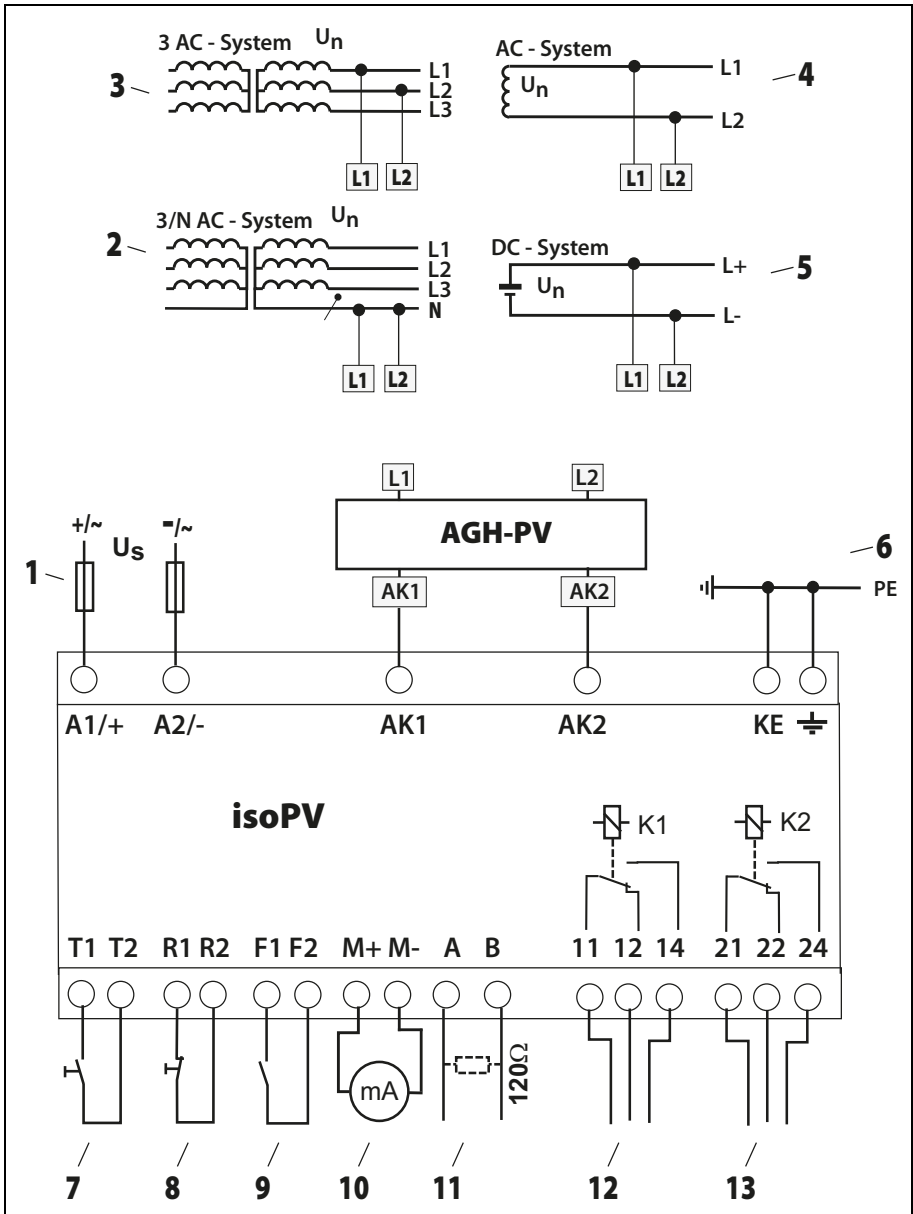 3 AC - System Un
L1
L2
L3
3
L1 L2
AC - System
Un
L1
L2
4
L1 L2
3/N AC - System Un
L1
L2
L3
N
2
L1 L2
DC - System
Un
L+
L-
5
L1 L2
L1 L2
AGH-PV
AK1 AK2
+/~ Us -/~
1
6
PE
A1/+ A2/- AK1 AK2 KE
isoPV
K1 K2
T1 T2 R1 R2 F1 F2 M+ M- A B 11 12 14 21 22 24
mA
120Ω
7 8 9 10 11 12 13